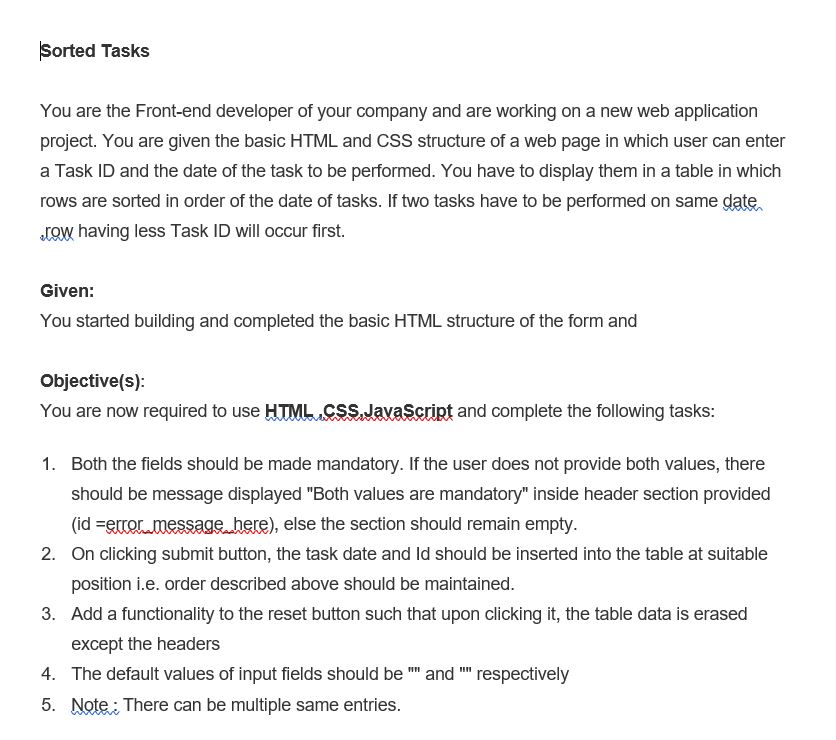 Sorted Tasks
You are the Front-end developer of your company and are working on a new web application
project. You are given the basic HTML and CSS structure of a web page in which user can enter
a Task ID and the date of the task to be performed. You have to display them in a table in which
rows are sorted in order of the date of tasks. If two tasks have to be performed on same date
,row having less Task ID will occur first.
Given:
You started building and completed the basic HTML structure of the form and
Objective(s):
You are now required to use HTML ,CSS,JavaScript and complete the following tasks:
1. Both the fields should be made mandatory. If the user does not provide both values, there
should be message displayed "Both values are mandatory" inside header section provided
(id =error_message_here), else the section should remain empty.
2. On clicking submit button, the task date and Id should be inserted into the table at suitable
position i.e. order described above should be maintained.
3. Add a functionality to the reset button such that upon clicking it, the table data is erased
except the headers
4. The default values of input fields should be "" and "" respectively
5. Note : There can be multiple same entries.